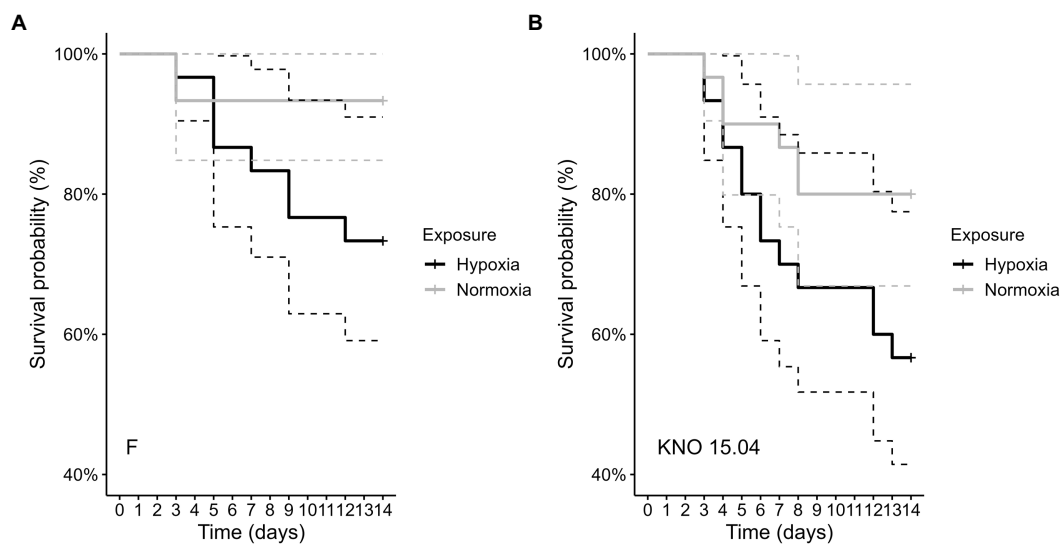 A
Survival probability (%)
100%
80%
60%
40%
F
0 1 2 3 4 5 6 7 8 9 10 11 12 13 14
Time (days)
Exposure
Hypoxia
Normoxia
B
Survival probability (%)
100%
80%
60%
40%
KNO 15.04
0 1 2 3 4 5 6 7 8 9 10 11 12 13 14
Time (days)
Exposure
Hypoxia
Normoxia